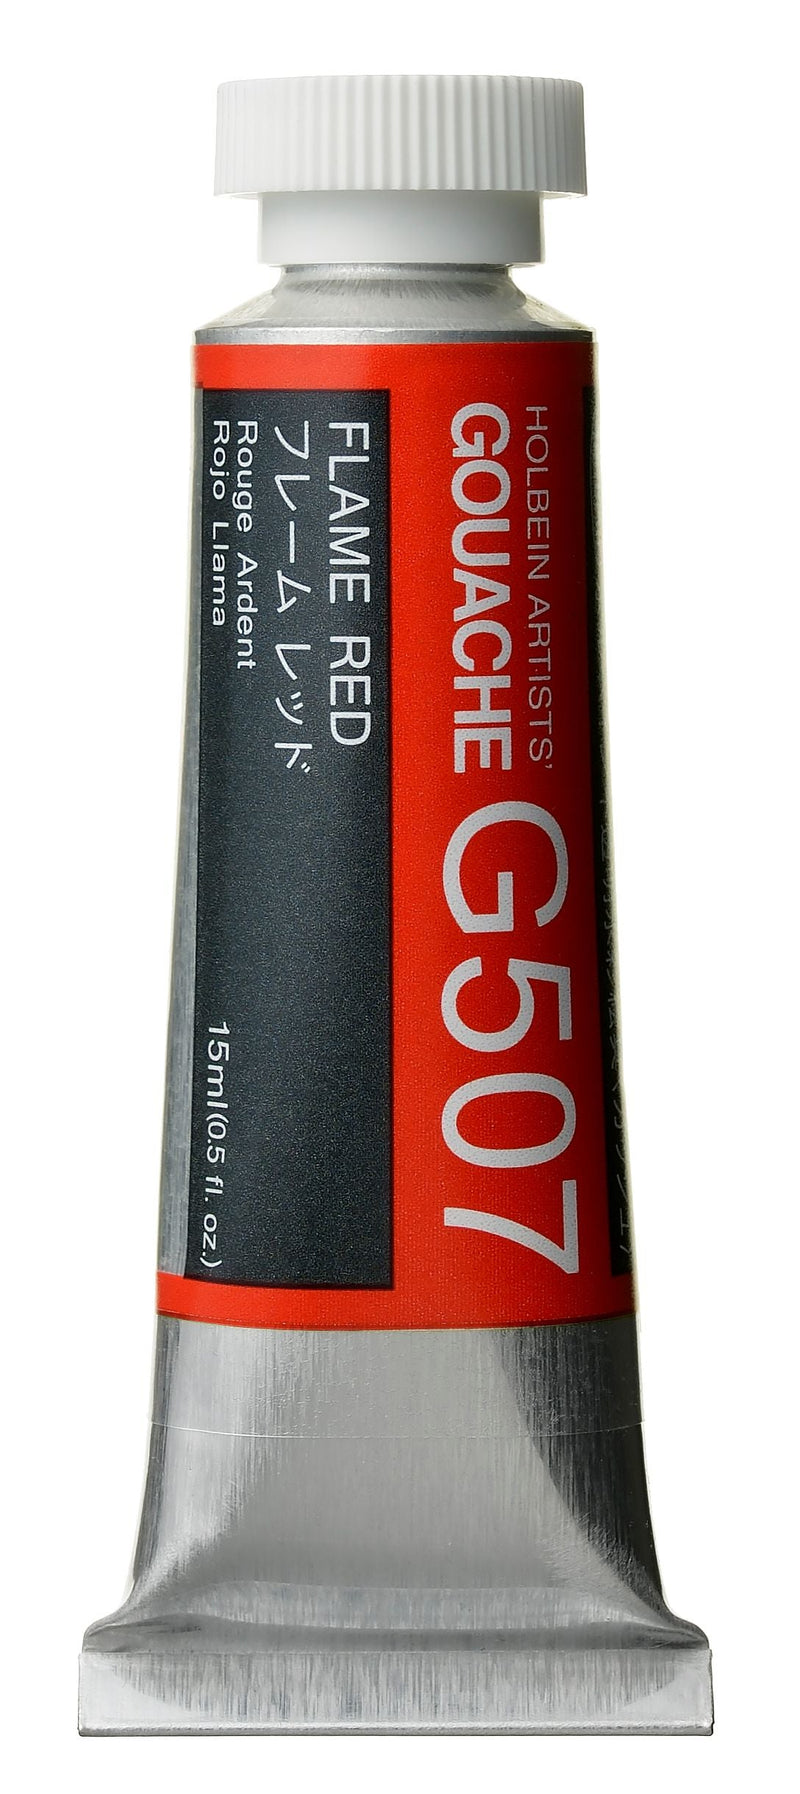 HOLBEIN ARTISTS'
GOUACHE G507
FLAME RED
フレーム レッド
Rouge Ardent
Rojo Llama
15ml(0.5 fl. oz.)